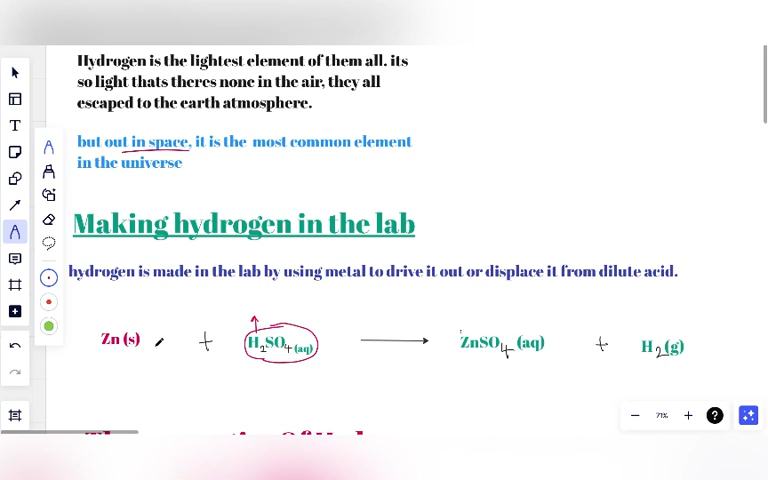 Hydrogen is the lightest element of them all. its
so light thats theres none in the air, they all
escaped to the earth atmosphere.
but out in space, it is the most common element
in the universe
Making hydrogen in the lab
hydrogen is made in the lab by using metal to drive it out or displace it from dilute acid.
Zn (s) + H2SO4 (aq) → ZnSO4 (aq) + H2 (g)
71%